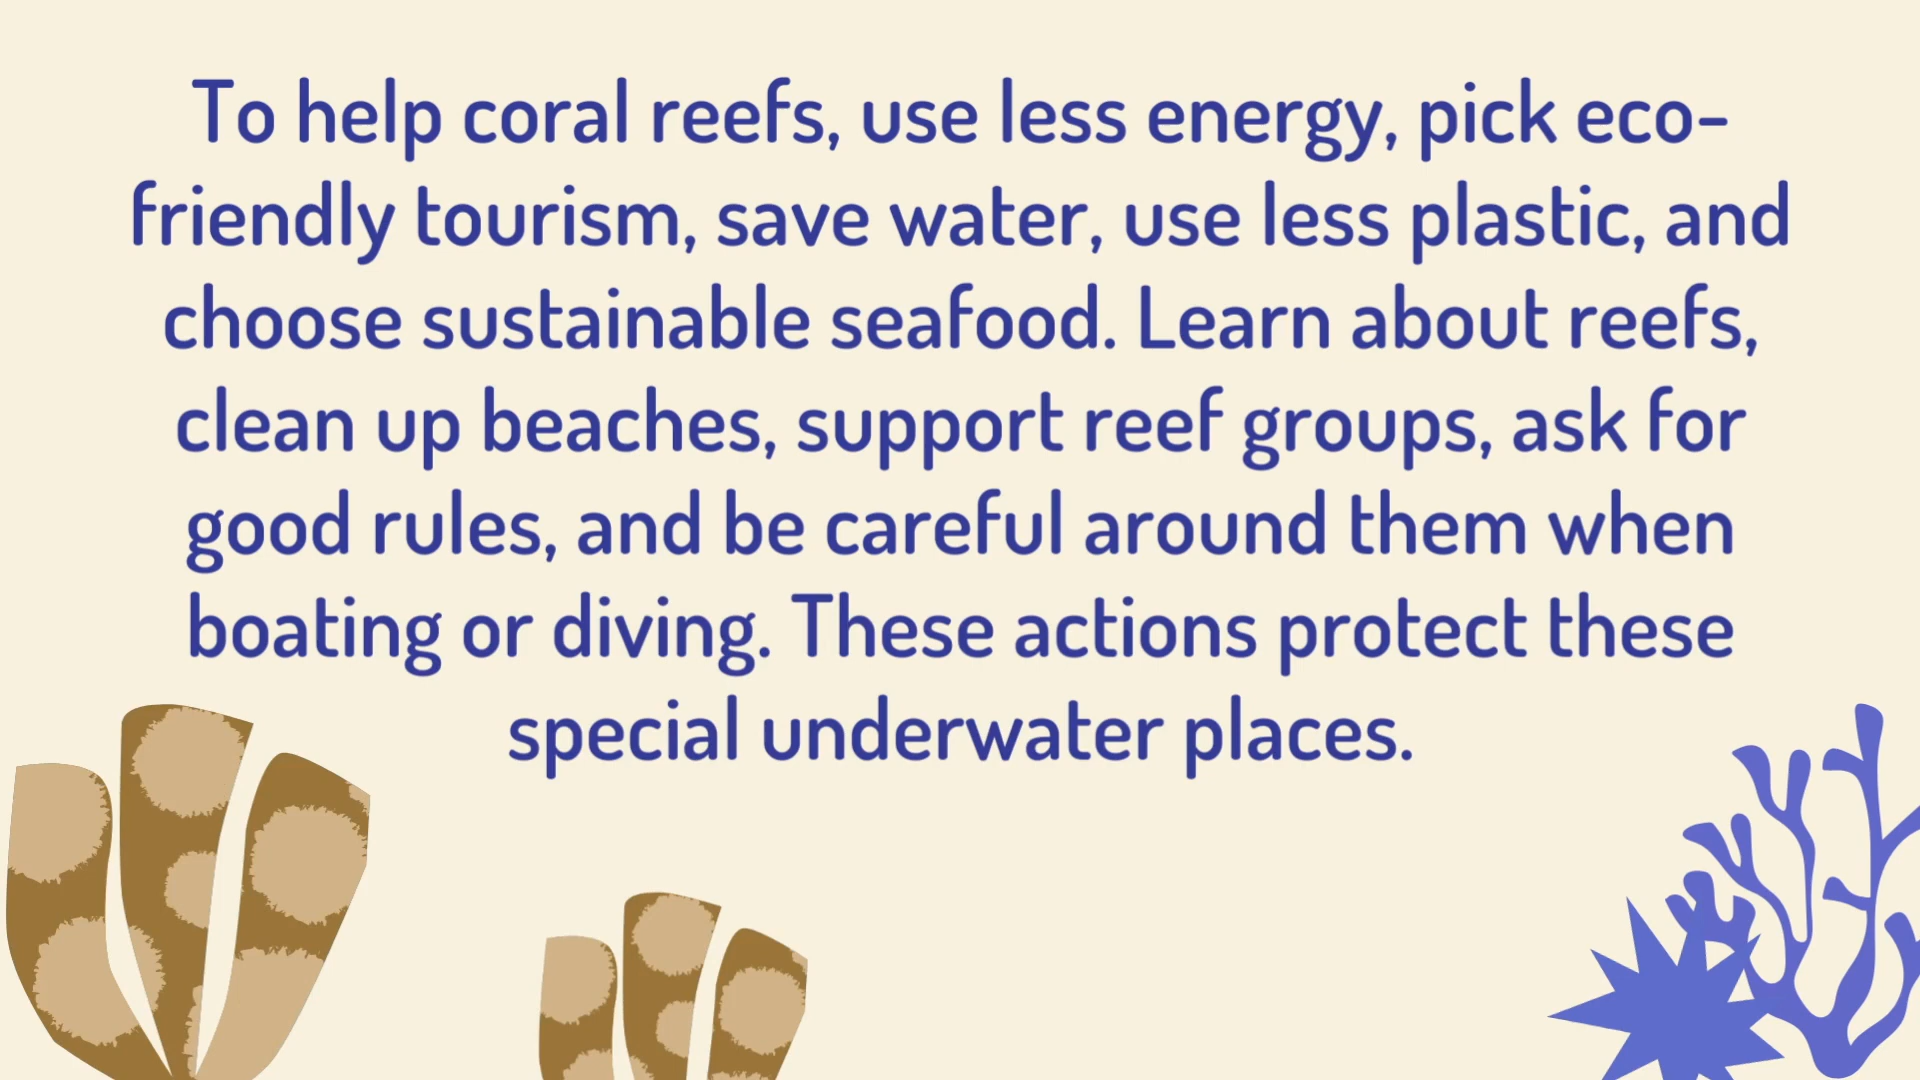 To help coral reefs, use less energy, pick eco-
friendly tourism, save water, use less plastic, and
choose sustainable seafood. Learn about reefs,
clean up beaches, support reef groups, ask for
good rules, and be careful around them when
boating or diving. These actions protect these
special underwater places.